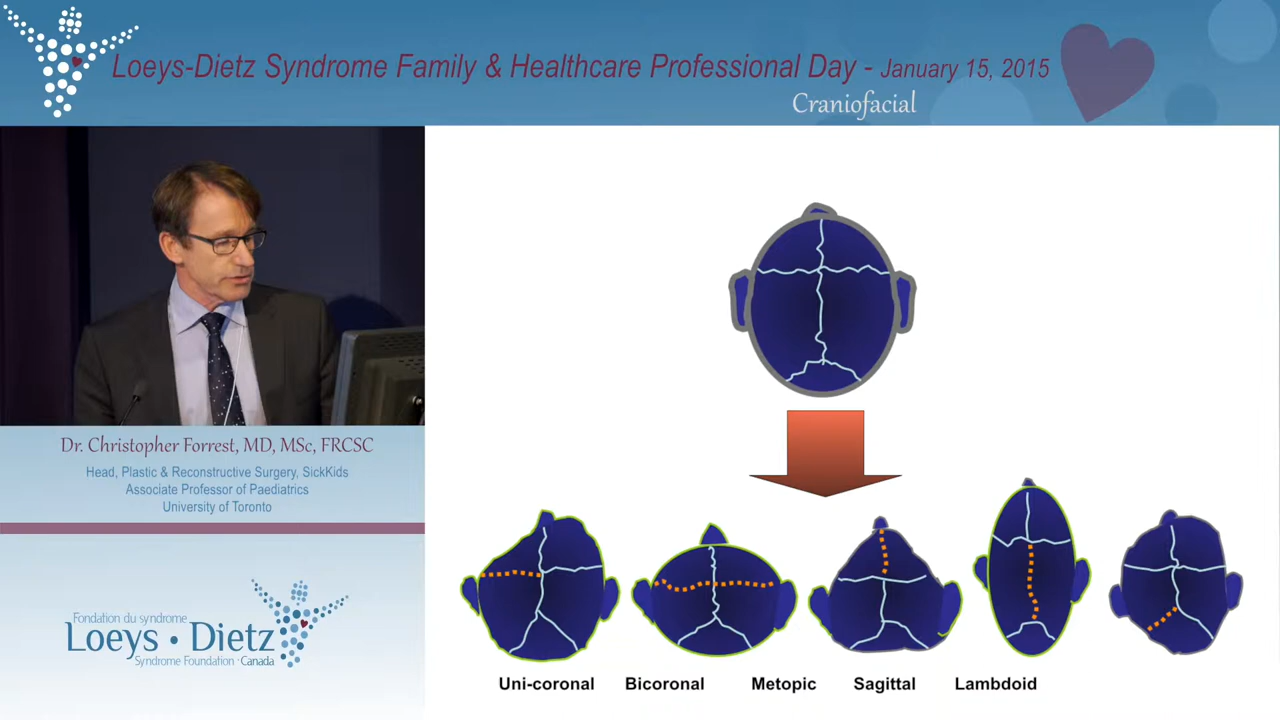 Loeys-Dietz Syndrome Family & Healthcare Professional Day - January 15, 2015
Craniofacial
Dr. Christopher Forrest, MD, MSc, FRCSC
Head, Plastic & Reconstructive Surgery, SickKids
Associate Professor of Paediatrics
University of Toronto
Fondation du syndrome
Loeys • Dietz
Syndrome Foundation • Canada
Uni-coronal Bicoronal Metopic Sagittal Lambdoid